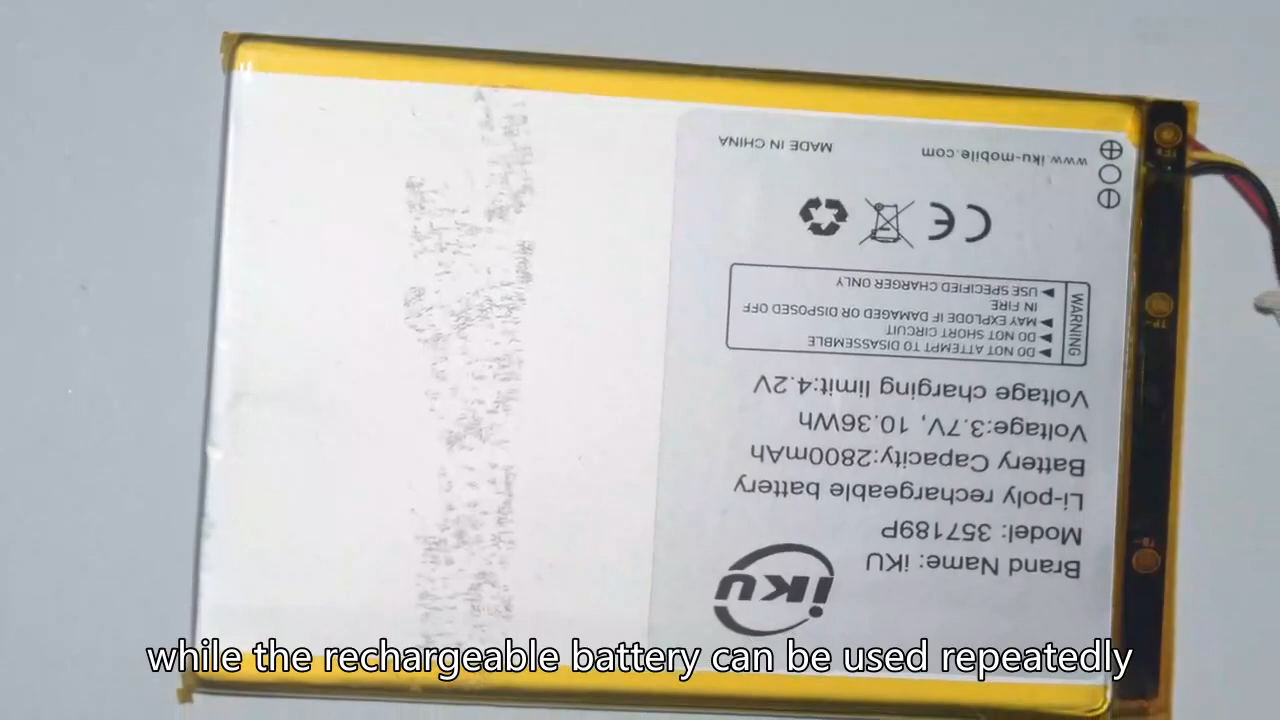 iKU
Brand Name: iKU
Model: 357189P
Li-poly rechargeable battery
Battery Capacity:2800mAh
Voltage:3.7V, 10.36Wh
Voltage charging limit:4.2V
WARNING
▶ DO NOT ATTEMPT TO DISASSEMBLE
▶ DO NOT SHORT CIRCUIT
▶ MAY EXPLODE IF DAMAGED OR DISPOSED OFF
IN FIRE
▶ USE SPECIFIED CHARGER ONLY
CE
www.iku-mobile.com
MADE IN CHINA
while the rechargeable battery can be used repeatedly